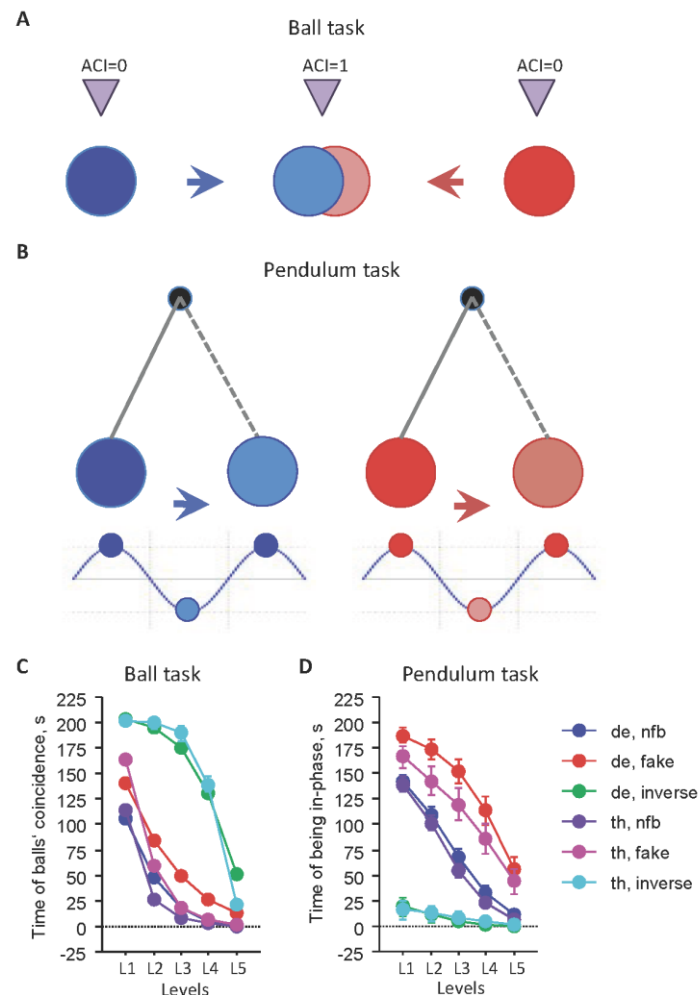 A
Ball task
ACI=0 ACI=1 ACI=0
B
Pendulum task
C Ball task
Time of balls' coincidence, s
225
200
175
150
125
100
75
50
25
0
-25
L1 L2 L3 L4 L5
Levels
D Pendulum task
Time of being in-phase, s
225
200
175
150
125
100
75
50
25
0
-25
L1 L2 L3 L4 L5
Levels
de, nfb
de, fake
de, inverse
th, nfb
th, fake
th, inverse